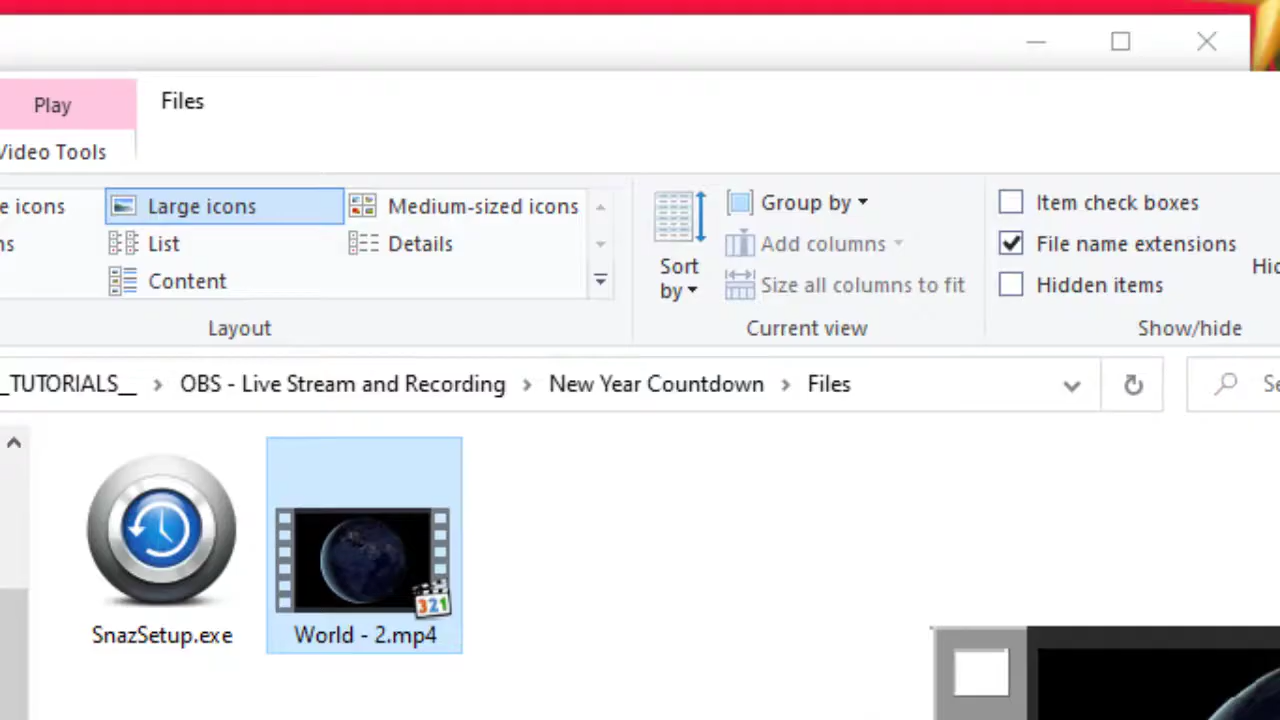 Play
Files
Video Tools
e icons
Large icons
Medium-sized icons
ns
List
Details
Content
Layout
Sort by
Group by
Add columns
Size all columns to fit
Current view
Item check boxes
File name extensions
Hidden items
Show/hide
_TUTORIALS__ > OBS - Live Stream and Recording > New Year Countdown > Files
SnazSetup.exe
321
World - 2.mp4